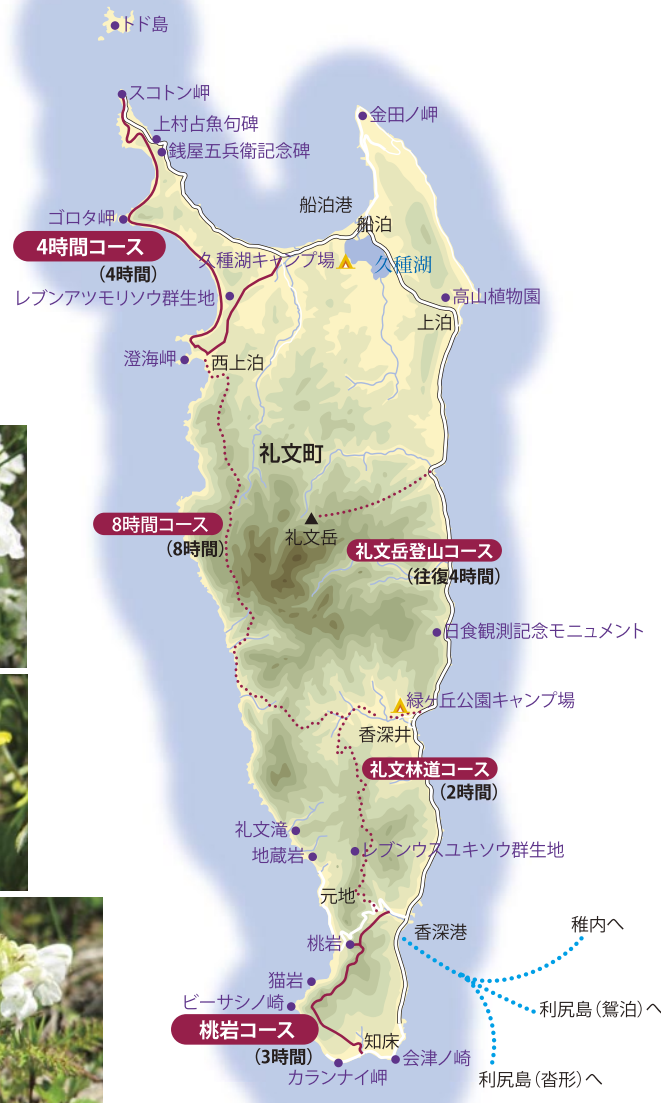 トド島
スコトン岬
上村占魚句碑
銭屋五兵衛記念碑
金田ノ岬
ゴロタ岬
船泊港
船泊
4時間コース
(4時間)
久種湖キャンプ場
久種湖
レブンアツモリソウ群生地
高山植物園
上泊
澄海岬
西上泊
礼文町
8時間コース
(8時間)
礼文岳
礼文岳登山コース
(往復4時間)
日食観測記念モニュメント
緑ヶ丘公園キャンプ場
香深井
礼文林道コース
(2時間)
礼文滝
地蔵岩
レブンウスユキソウ群生地
元地
香深港
稚内へ
桃岩
猫岩
ビーサシノ崎
利尻島(鴛泊)へ
桃岩コース
(3時間)
知床
会津ノ崎
カランナイ岬
利尻島(沓形)へ